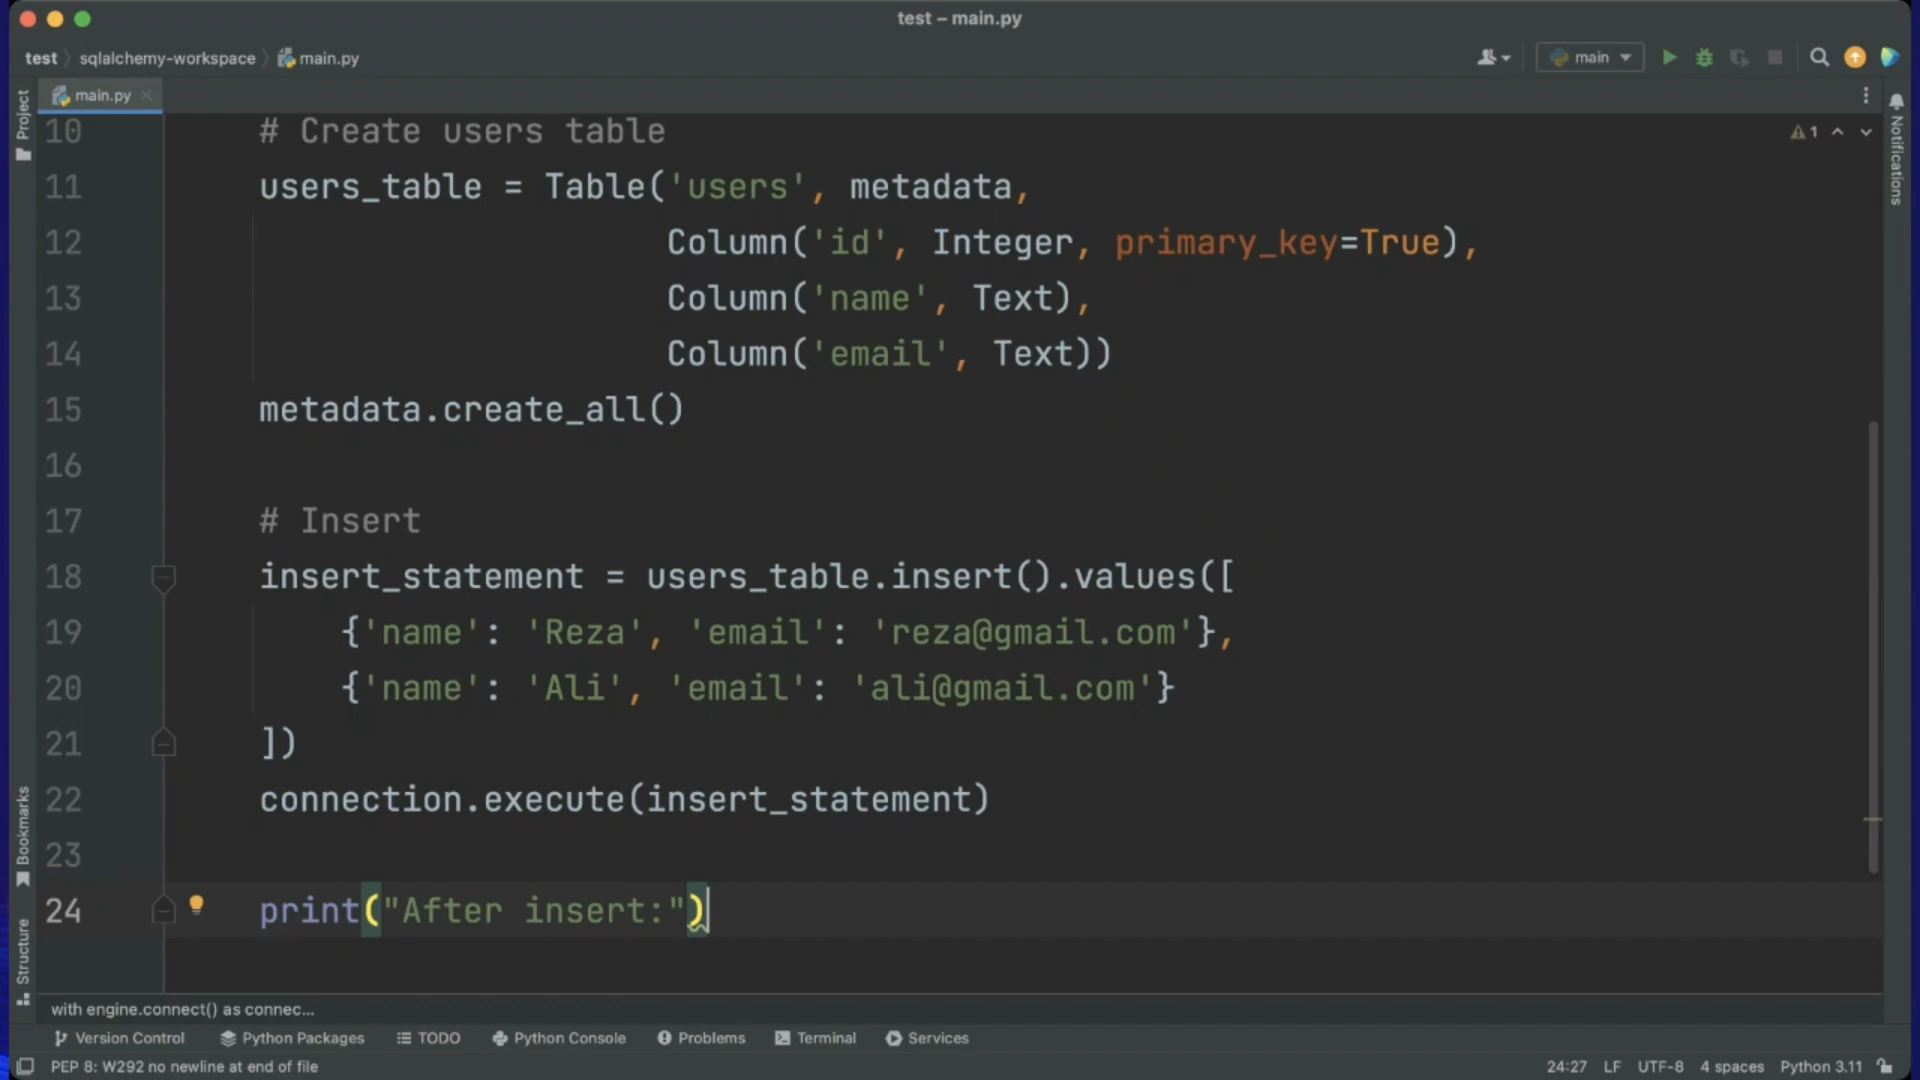 test – main.py
test sqlalchemy-workspace main.py
main
main.py
Project
Notifications
1
10 # Create users table
11 users_table = Table('users', metadata,
12 Column('id', Integer, primary_key=True),
13 Column('name', Text),
14 Column('email', Text))
15 metadata.create_all()
16
17 # Insert
18 insert_statement = users_table.insert().values([
19 {'name': 'Reza', 'email': 'reza@gmail.com'},
20 {'name': 'Ali', 'email': 'ali@gmail.com'}
21 ])
22 connection.execute(insert_statement)
23
24 print("After insert:")
Bookmarks
Structure
with engine.connect() as connec...
Version Control Python Packages TODO Python Console Problems Terminal Services
PEP 8: W292 no newline at end of file 24:27 LF UTF-8 4 spaces Python 3.11